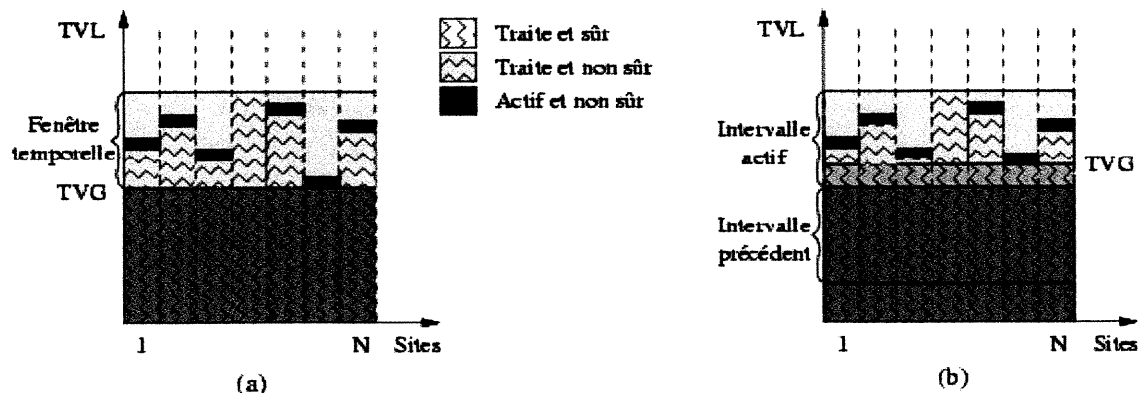 TVL
Fenêtre
temporelle
TVG
1 N Sites
(a)
Traite et sûr
Traite et non sûr
Actif et non sûr
TVL
Intervalle
actif
TVG
Intervalle
précédent
1 N Sites
(b)